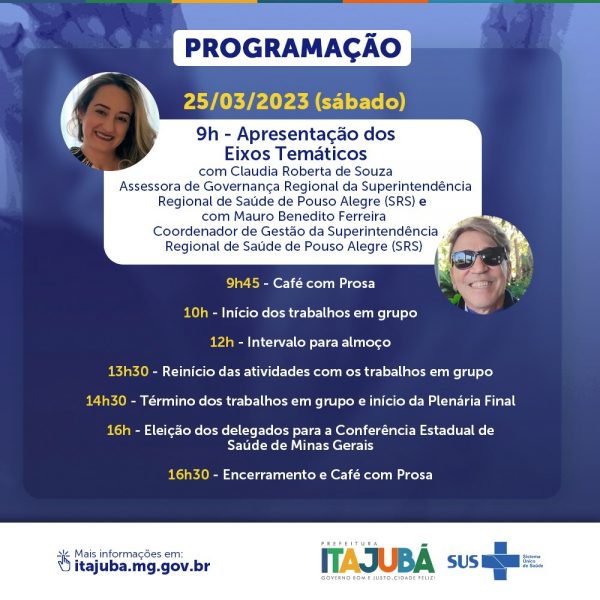 PROGRAMAÇÃO
25/03/2023 (sábado)
9h - Apresentação dos
Eixos Temáticos
com Claudia Roberta de Souza
Assessora de Governança Regional da Superintendência
Regional de Saúde de Pouso Alegre (SRS) e
com Mauro Benedito Ferreira
Coordenador de Gestão da Superintendência
Regional de Saúde de Pouso Alegre (SRS)
9h45 - Café com Prosa
10h - Início dos trabalhos em grupo
12h - Intervalo para almoço
13h30 - Reinício das atividades com os trabalhos em grupo
14h30 - Término dos trabalhos em grupo e início da Plenária Final
16h - Eleição dos delegados para a Conferência Estadual de
Saúde de Minas Gerais
16h30 - Encerramento e Café com Prosa
Mais informações em:
itajuba.mg.gov.br
PREFEITURA
ITAJUBÁ
GOVERNO BOM E JUSTO, CIDADE FELIZ!
SUS
Sistema
Único
de Saúde